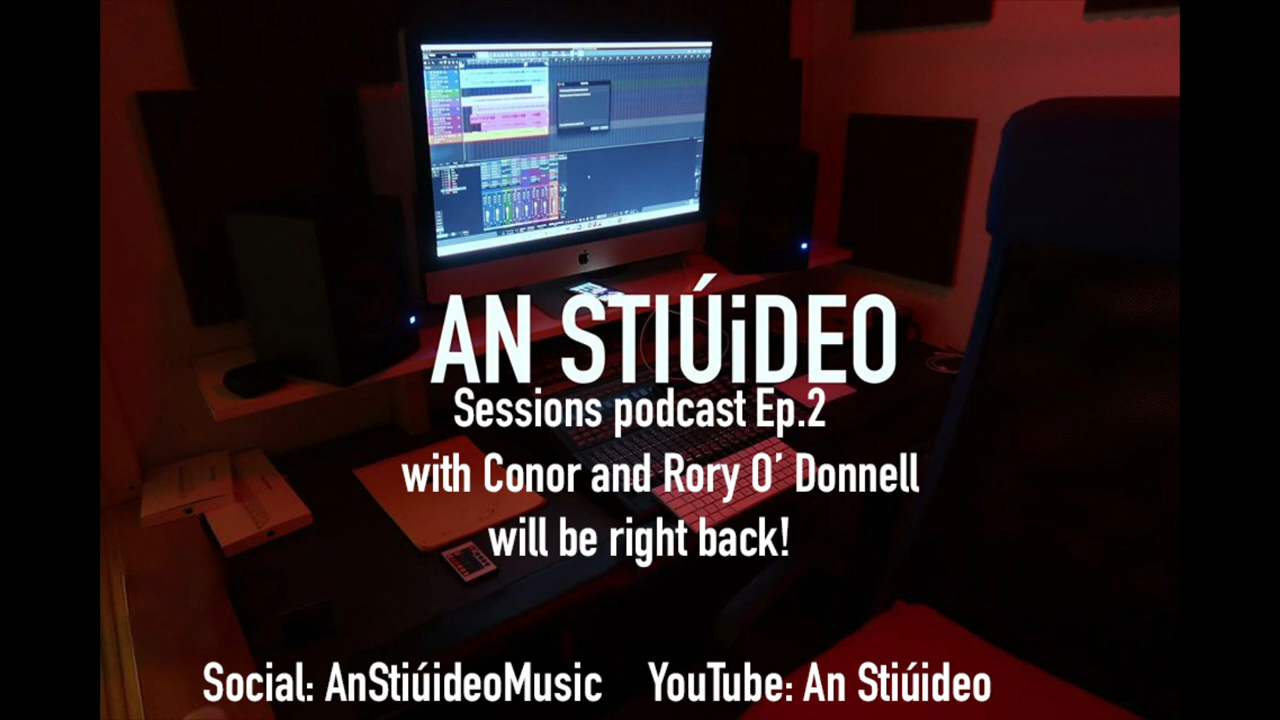 AN STIÚiDEO
Sessions podcast Ep.2
with Conor and Rory O' Donnell
will be right back!
Social: AnStiúideoMusic YouTube: An Stiúideo